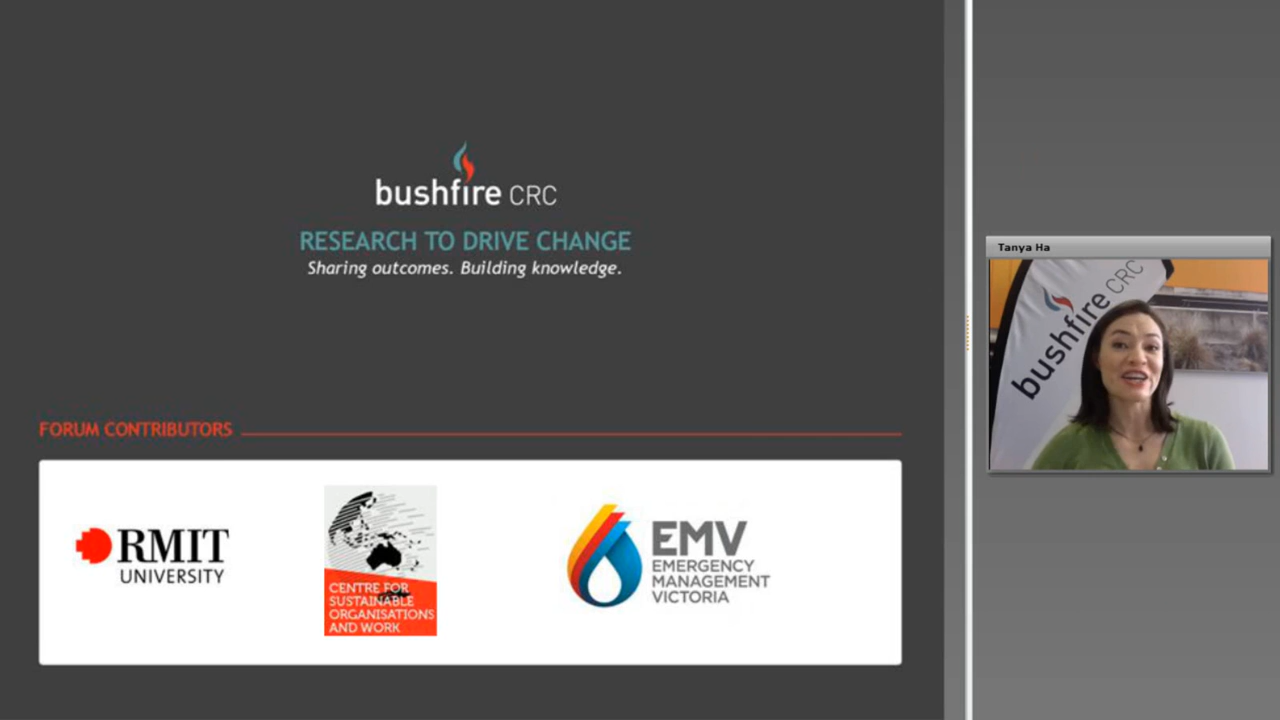 bushfire CRC
RESEARCH TO DRIVE CHANGE
Sharing outcomes. Building knowledge.
FORUM CONTRIBUTORS
RMIT
UNIVERSITY
CENTRE FOR
SUSTAINABLE
ORGANISATIONS
AND WORK
EMV
EMERGENCY
MANAGEMENT
VICTORIA
Tanya Ha
bushfire CRC